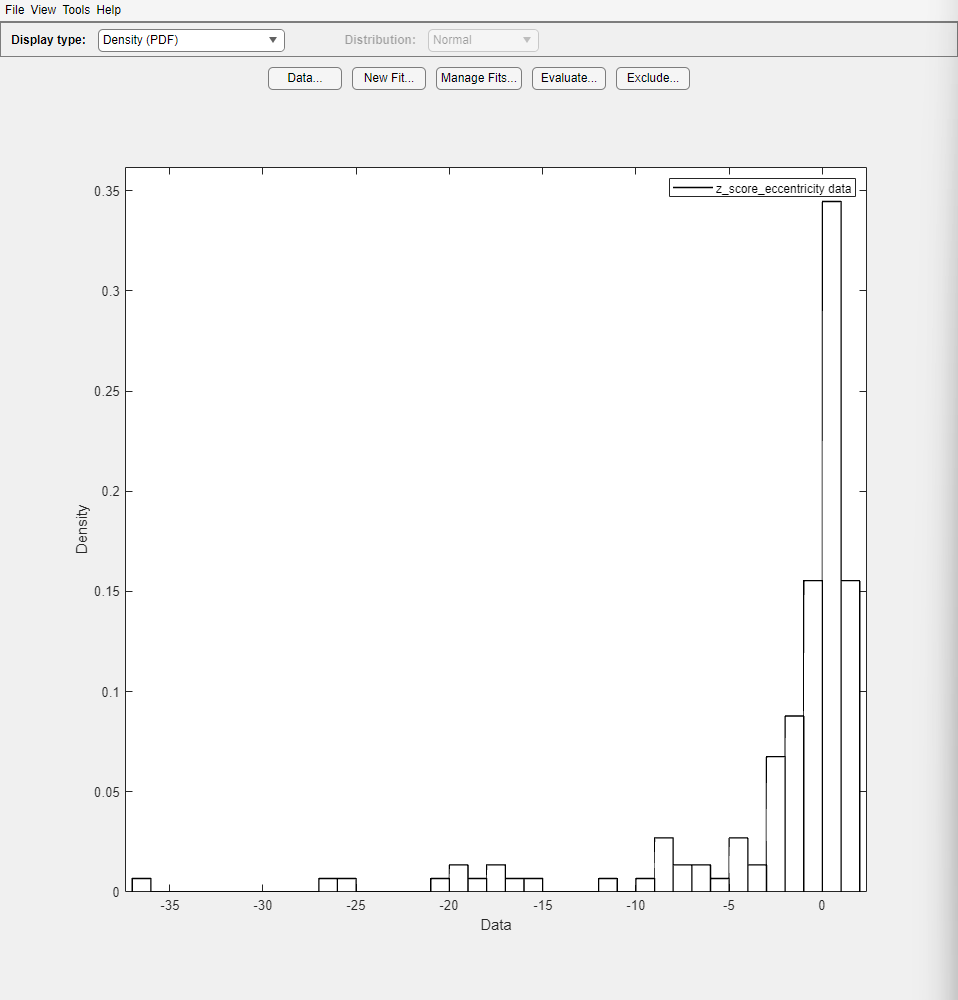 File View Tools Help
Display type: Density (PDF) Distribution: Normal
Data... New Fit... Manage Fits... Evaluate... Exclude...
z_score_eccentricity data
0.35
0.3
0.25
0.2
0.15
0.1
0.05
0
Density
-35 -30 -25 -20 -15 -10 -5 0
Data